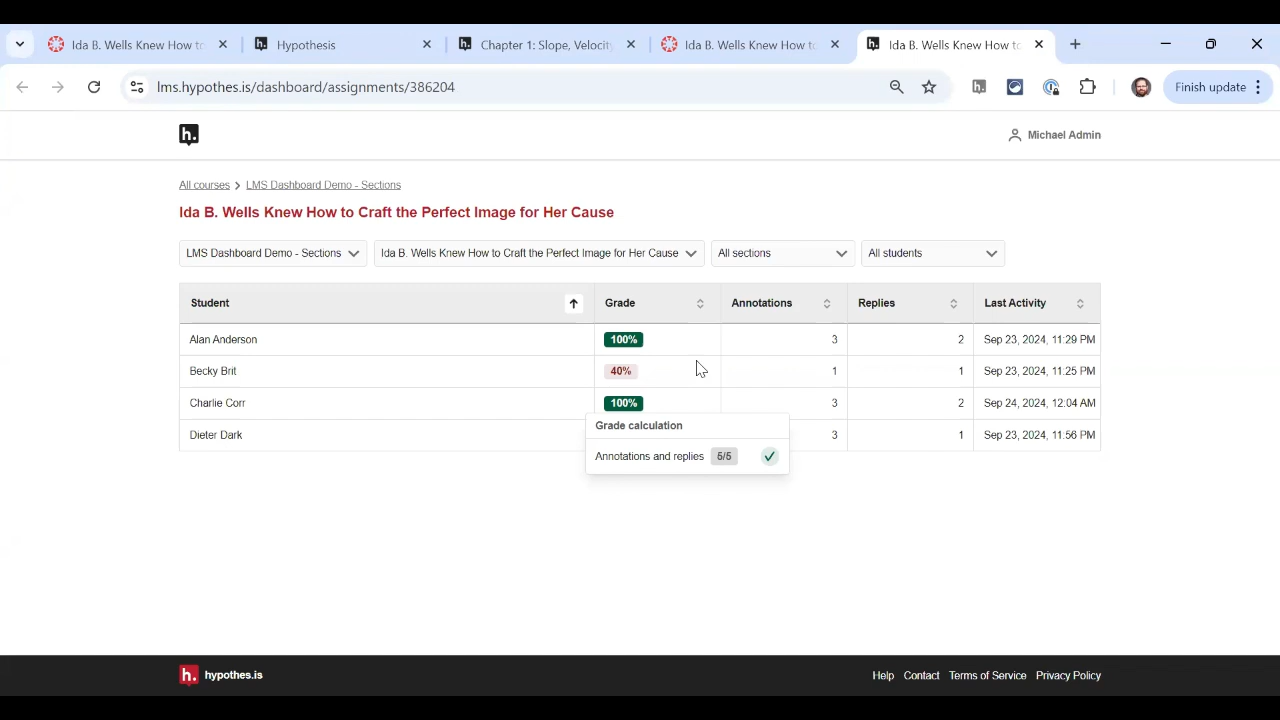 Ida B. Wells Knew How to
Hypothesis
Chapter 1: Slope, Velocity
Ida B. Wells Knew How to
Ida B. Wells Knew How to
lms.hypothes.is/dashboard/assignments/386204
Finish update
h.
Michael Admin
All courses
LMS Dashboard Demo - Sections
Ida B. Wells Knew How to Craft the Perfect Image for Her Cause
LMS Dashboard Demo - Sections
Ida B. Wells Knew How to Craft the Perfect Image for Her Cause
All sections
All students
Student Grade Annotations Replies Last Activity
Alan Anderson 100% 3 2 Sep 23, 2024, 11:29 PM
Becky Brit 40% 1 1 Sep 23, 2024, 11:25 PM
Charlie Corr 100% 3 2 Sep 24, 2024, 12:04 AM
Dieter Dark 3 1 Sep 23, 2024, 11:56 PM
Grade calculation
Annotations and replies 5/5
h. hypothes.is
Help Contact Terms of Service Privacy Policy